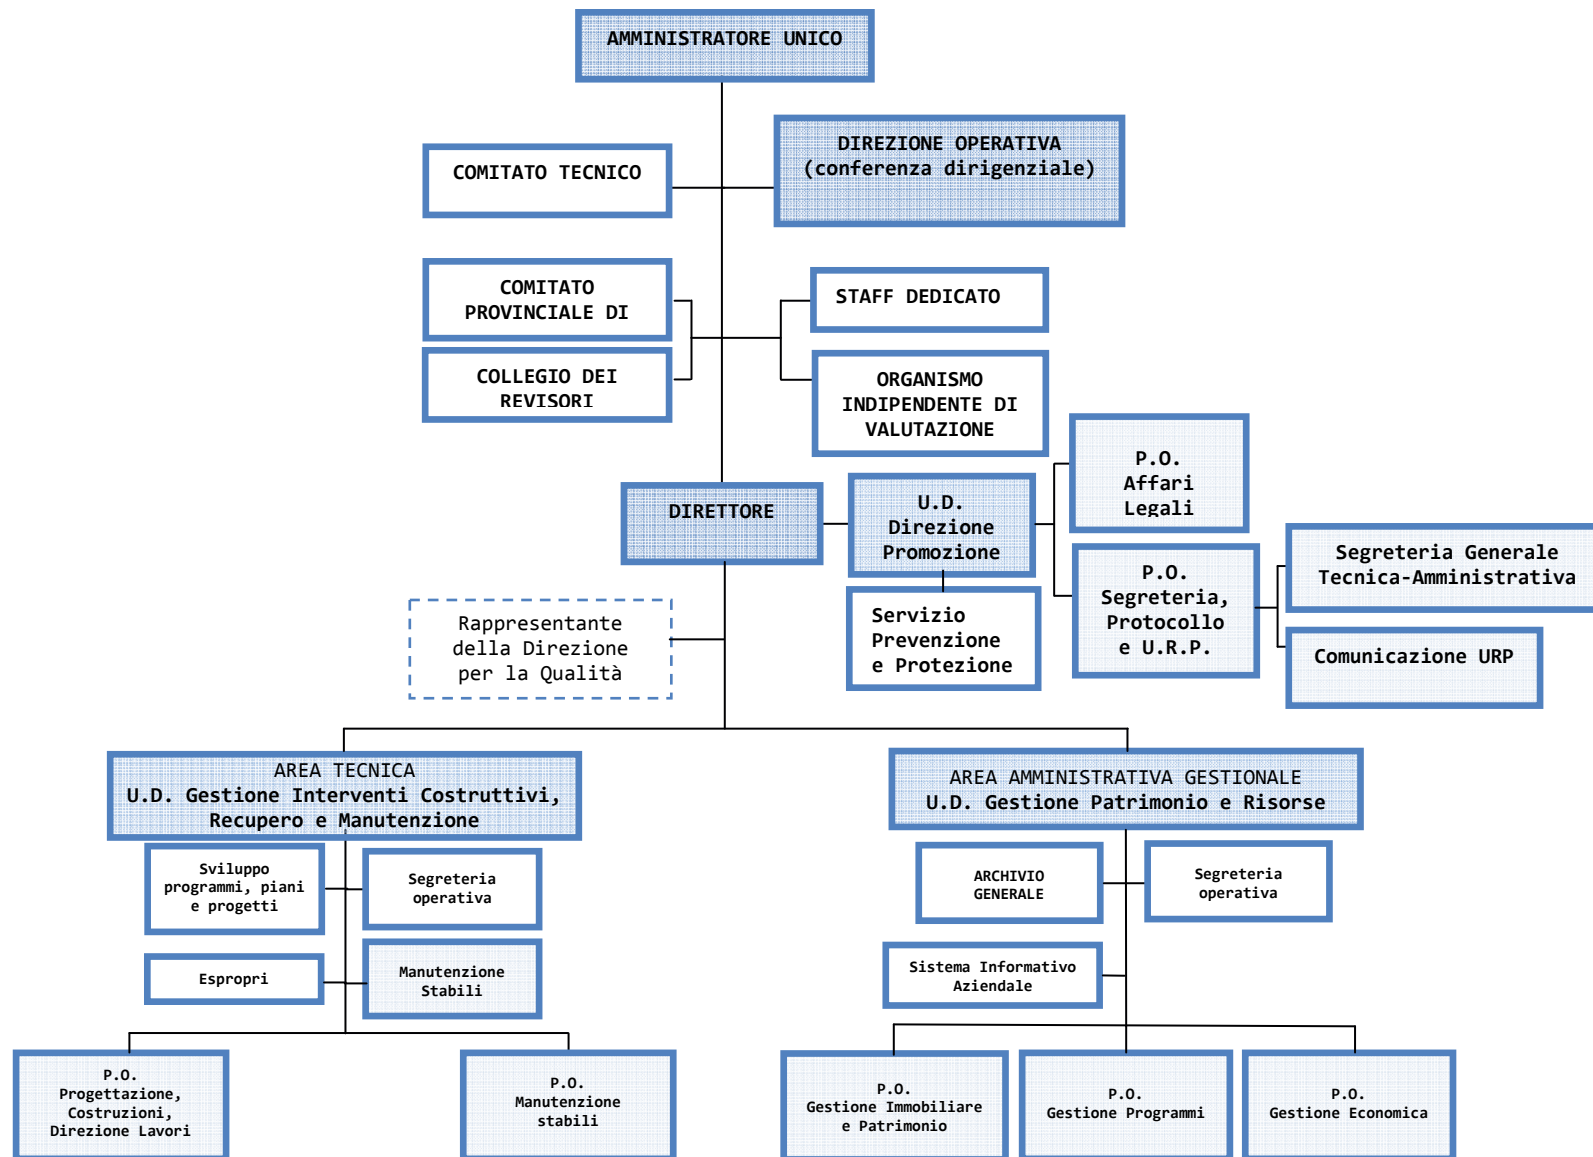 AMMINISTRATORE UNICO
COMITATO TECNICO
DIREZIONE OPERATIVA
(conferenza dirigenziale)
COMITATO
PROVINCIALE DI
STAFF DEDICATO
COLLEGIO DEI
REVISORI
ORGANISMO
INDIPENDENTE DI
VALUTAZIONE
DIRETTORE
U.D.
Direzione
Promozione
P.O.
Affari
Legali
P.O.
Segreteria,
Protocollo
e U.R.P.
Segreteria Generale
Tecnica-Amministrativa
Comunicazione URP
Servizio
Prevenzione
e Protezione
Rappresentante
della Direzione
per la Qualità
AREA TECNICA
U.D. Gestione Interventi Costruttivi,
Recupero e Manutenzione
Sviluppo
programmi, piani
e progetti
Segreteria
operativa
Espropri
Manutenzione
Stabili
P.O.
Progettazione,
Costruzioni,
Direzione Lavori
P.O.
Manutenzione
stabili
AREA AMMINISTRATIVA GESTIONALE
U.D. Gestione Patrimonio e Risorse
ARCHIVIO
GENERALE
Segreteria
operativa
Sistema Informativo
Aziendale
P.O.
Gestione Immobiliare
e Patrimonio
P.O.
Gestione Programmi
P.O.
Gestione Economica